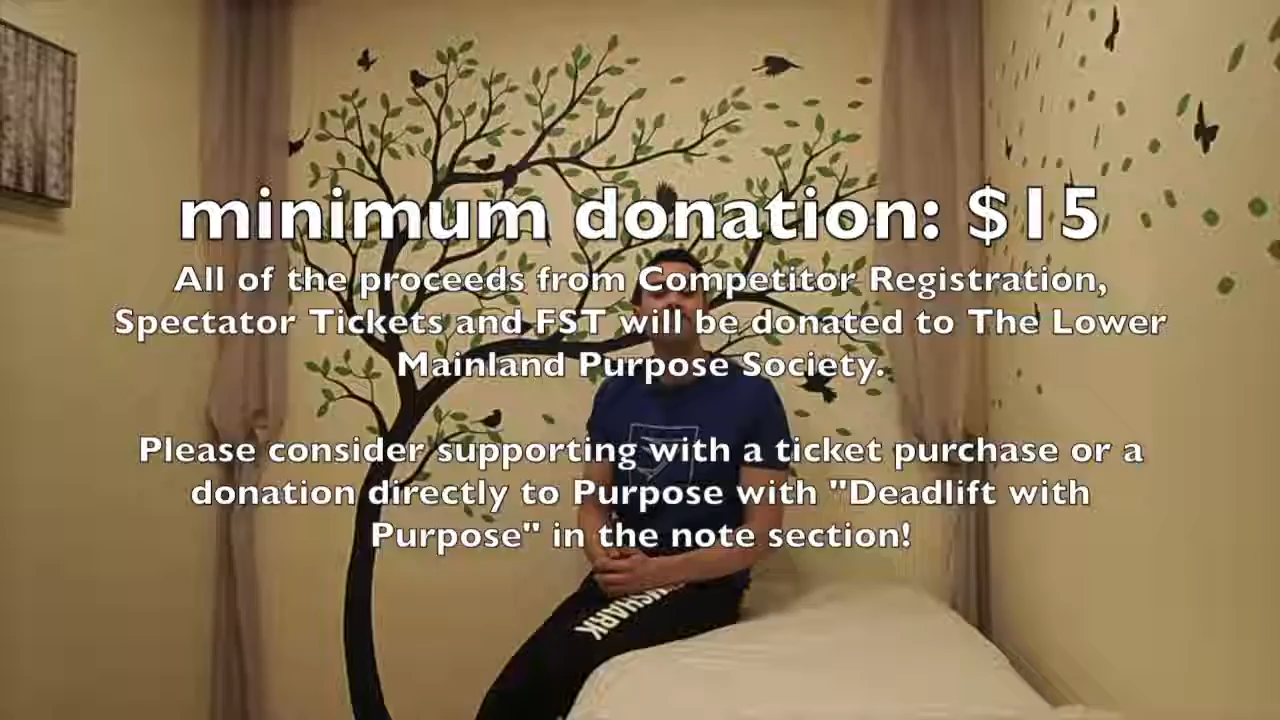 minimum donation: $15
All of the proceeds from Competitor Registration,
Spectator Tickets and FST will be donated to The Lower
Mainland Purpose Society.
Please consider supporting with a ticket purchase or a
donation directly to Purpose with "Deadlift with
Purpose" in the note section!